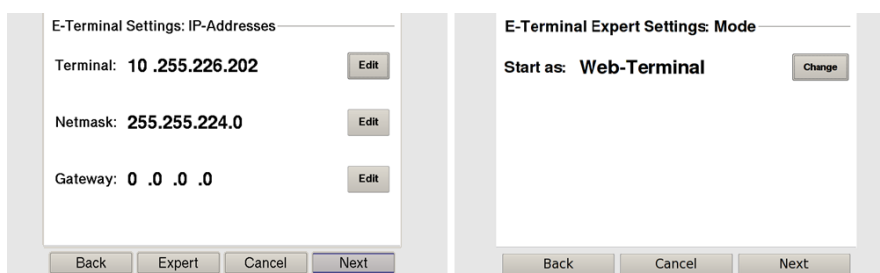 E-Terminal Settings: IP-Addresses
Terminal: 10 .255.226.202 Edit
Netmask: 255.255.224.0 Edit
Gateway: 0 .0 .0 .0 Edit
Back Expert Cancel Next
E-Terminal Expert Settings: Mode
Start as: Web-Terminal Change
Back Cancel Next